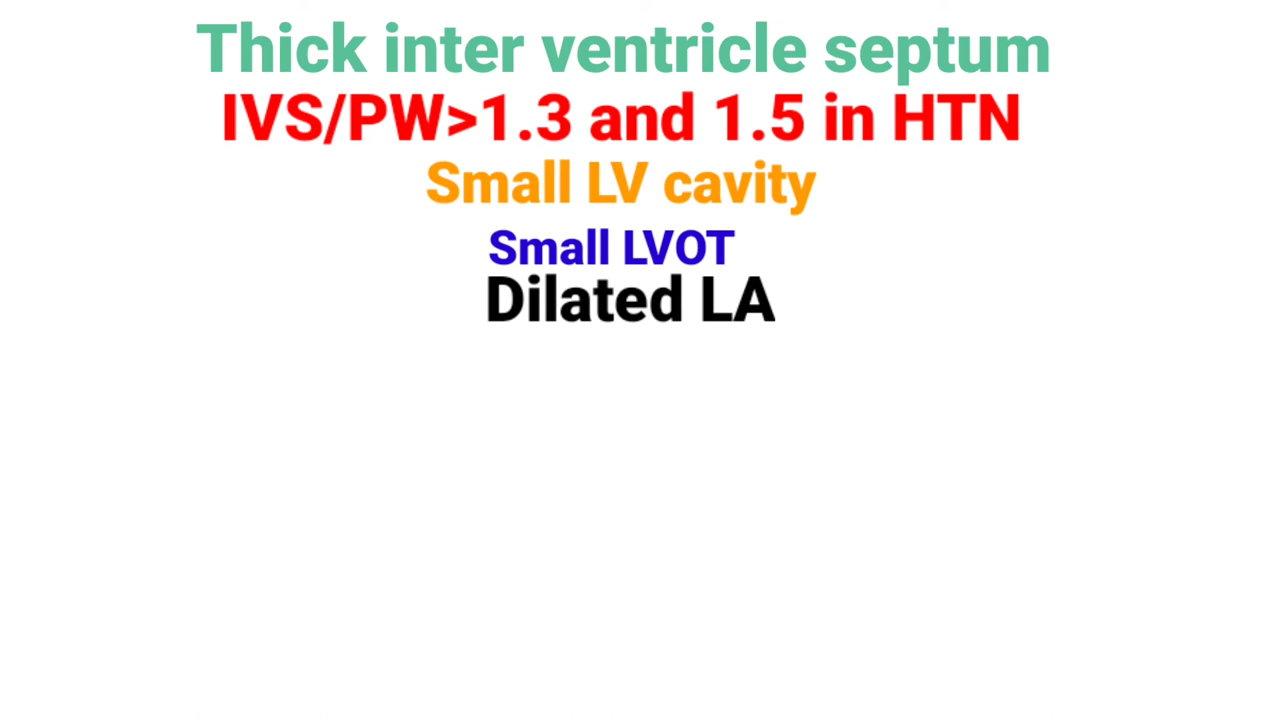 Thick inter ventricle septum
IVS/PW>1.3 and 1.5 in HTN
Small LV cavity
Small LVOT
Dilated LA